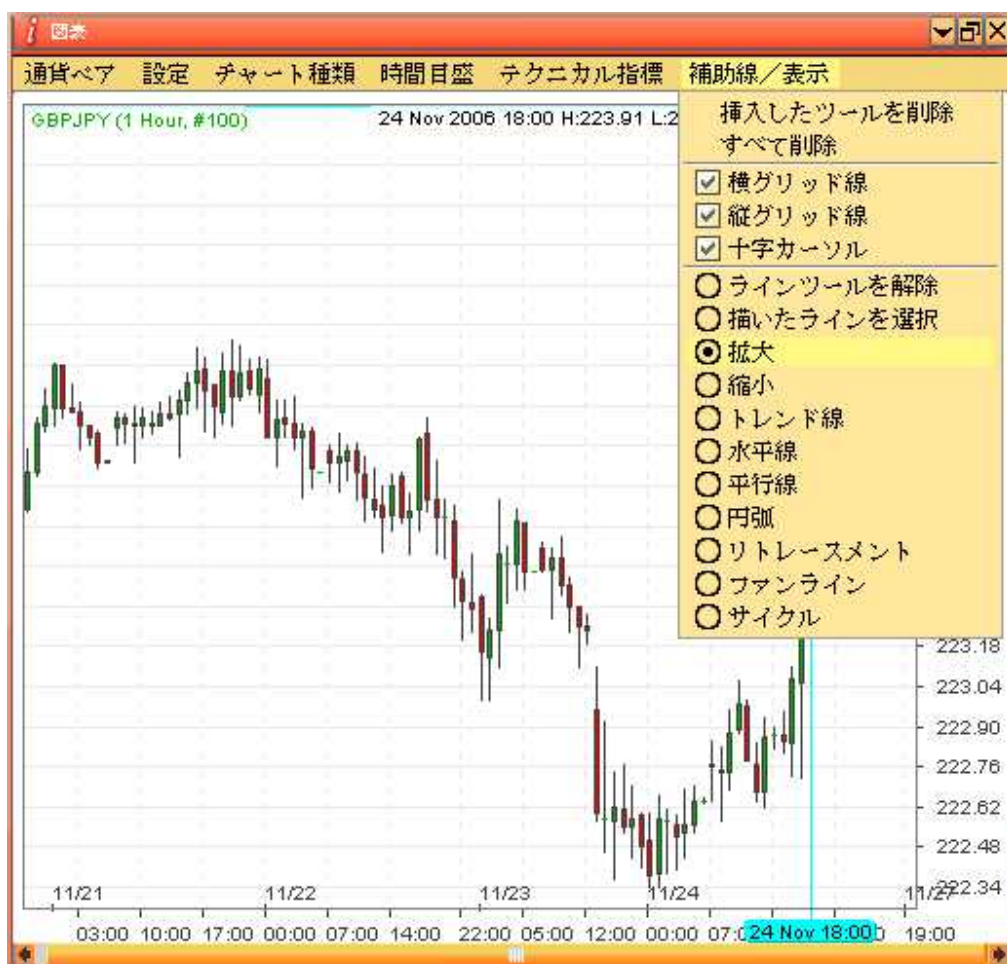 図表
通貨ペア 設定 チャート種類 時間目盛 テクニカル指標 補助線／表示
GBPJPY (1 Hour, #100) 24 Nov 2006 18:00 H:223.91 L:2
挿入したツールを削除
すべて削除
横グリッド線
縦グリッド線
十字カーソル
ラインツールを解除
描いたラインを選択
拡大
縮小
トレンド線
水平線
平行線
円弧
リトレースメント
ファンライン
サイクル
223.18
223.04
222.90
222.76
222.62
222.48
222.34
11/21 11/22 11/23 11/24 11/27
03:00 10:00 17:00 00:00 07:00 14:00 22:00 05:00 12:00 00:00 07:0 24 Nov 18:00 19:00